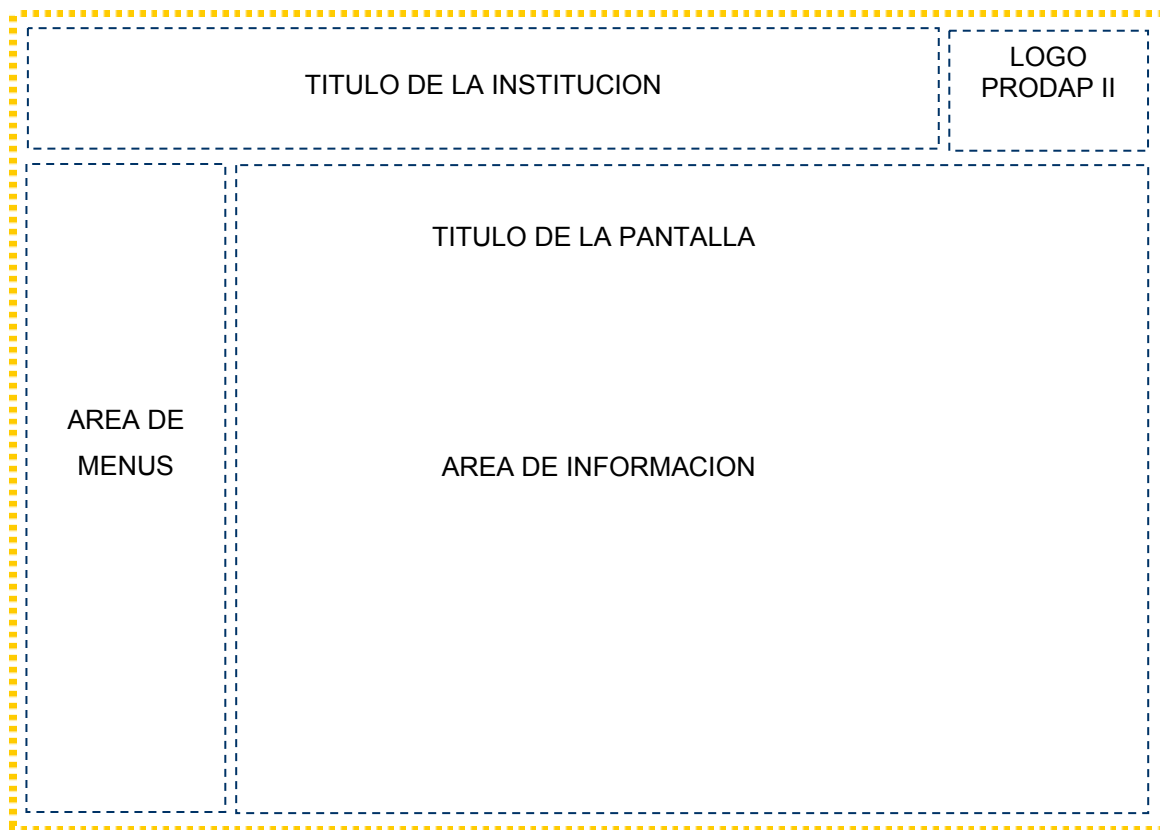 TITULO DE LA INSTITUCION
LOGO
PRODAP II
TITULO DE LA PANTALLA
AREA DE
MENUS
AREA DE INFORMACION